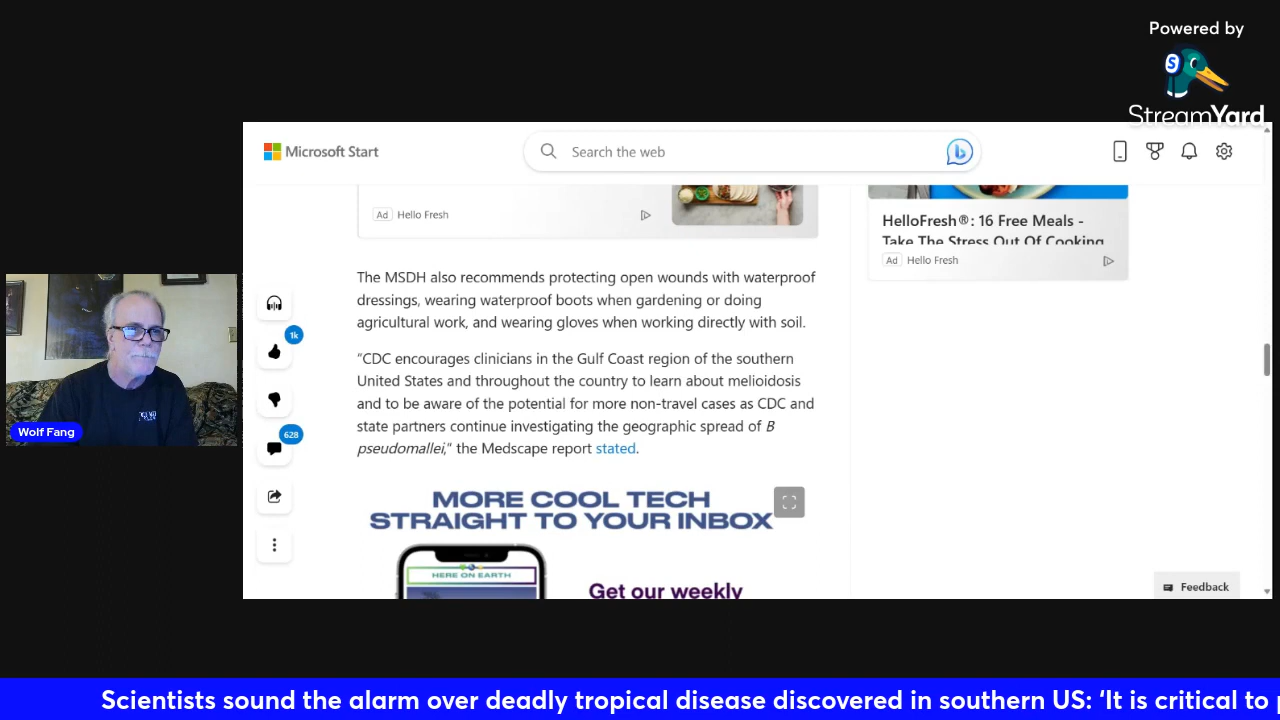 Powered by
StreamYard
Microsoft Start
Search the web
Ad Hello Fresh
HelloFresh®: 16 Free Meals -
Take The Stress Out Of Cooking
Ad Hello Fresh
The MSDH also recommends protecting open wounds with waterproof
dressings, wearing waterproof boots when gardening or doing
agricultural work, and wearing gloves when working directly with soil.
1k
“CDC encourages clinicians in the Gulf Coast region of the southern
United States and throughout the country to learn about melioidosis
and to be aware of the potential for more non-travel cases as CDC and
state partners continue investigating the geographic spread of B
pseudomallei,” the Medscape report stated.
628
Wolf Fang
MORE COOL TECH
STRAIGHT TO YOUR INBOX
HERE ON EARTH
Get our weekly
Feedback
Scientists sound the alarm over deadly tropical disease discovered in southern US: ‘It is critical to